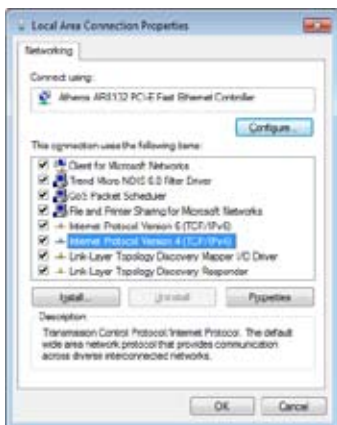 Local Area Connection Properties
Networking
Connect using:
Atheros AR8132 PCI-E Fast Ethernet Controller
Configure...
This connection uses the following items:
Client for Microsoft Networks
Trend Micro NDIS 6.0 Filter Driver
QoS Packet Scheduler
File and Printer Sharing for Microsoft Networks
Internet Protocol Version 6 (TCP/IPv6)
Internet Protocol Version 4 (TCP/IPv4)
Link-Layer Topology Discovery Mapper I/O Driver
Link-Layer Topology Discovery Responder
Install...
Uninstall
Properties
Description
Transmission Control Protocol/Internet Protocol. The default
wide area network protocol that provides communication
across diverse interconnected networks.
OK
Cancel